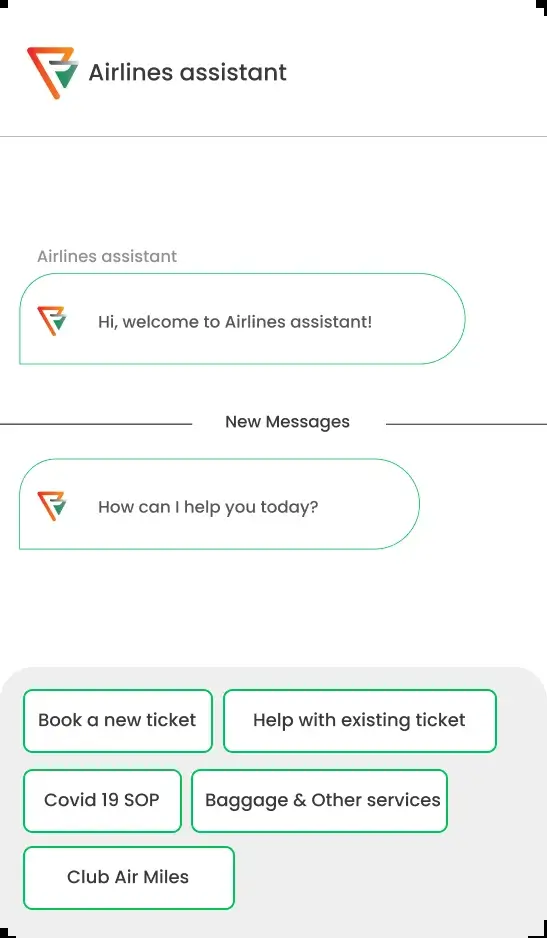 Airlines assistant
Airlines assistant
Hi, welcome to Airlines assistant!
New Messages
How can I help you today?
Book a new ticket
Help with existing ticket
Covid 19 SOP
Baggage & Other services
Club Air Miles